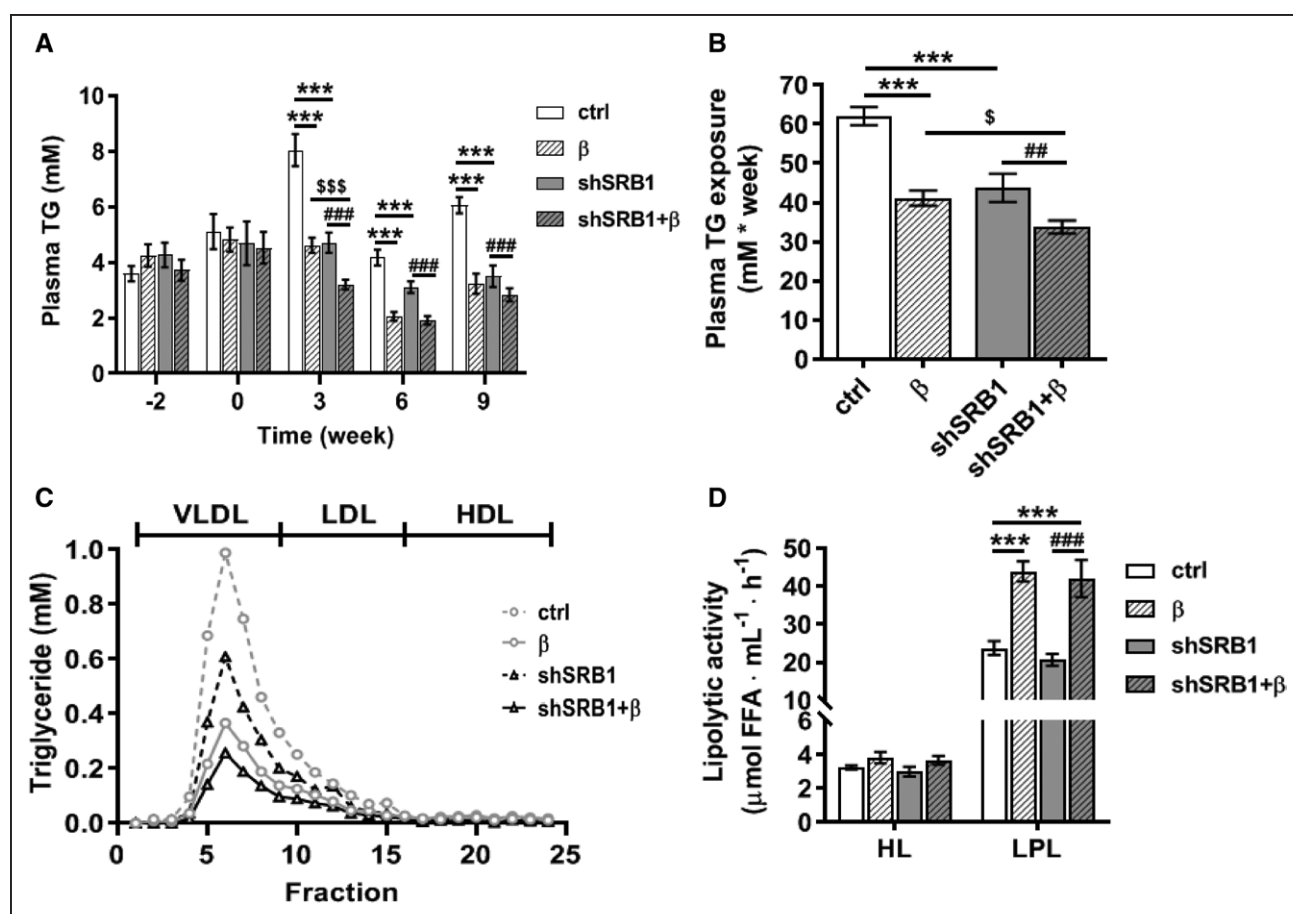 A
10
8
6
4
2
0
Plasma TG (mM)
***
***
$$$
###
***
***
###
***
***
###
-2 0 3 6 9
Time (week)
ctrl
β
shSRB1
shSRB1+β
B
70
60
50
40
30
20
10
0
Plasma TG exposure
(mM * week)
***
***
$
##
ctrl
β
shSRB1
shSRB1+β
C
VLDL LDL HDL
1.0
0.8
0.6
0.4
0.2
0.0
Triglyceride (mM)
0 5 10 15 20 25
Fraction
ctrl
β
shSRB1
shSRB1+β
D
50
40
30
20
10
6
4
2
0
Lipolytic activity
(μmol FFA · mL⁻¹ · h⁻¹)
***
***
###
HL LPL
ctrl
β
shSRB1
shSRB1+β